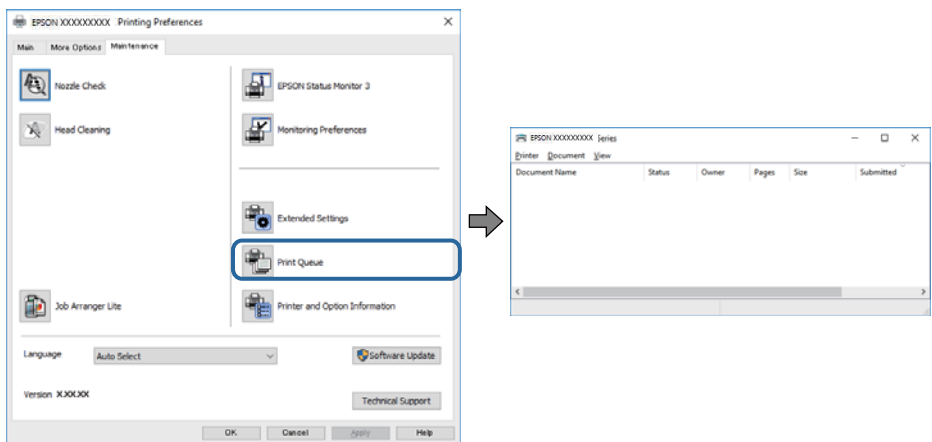 EPSON XXXXXXXXX Printing Preferences
Main More Options Maintenance
Nozzle Check
Head Cleaning
Job Arranger Lite
EPSON Status Monitor 3
Monitoring Preferences
Extended Settings
Print Queue
Printer and Option Information
Language Auto Select Software Update
Version X.XX.XX Technical Support
OK Cancel Apply Help
EPSON XXXXXXXXX Series
Printer Document View
Document Name Status Owner Pages Size Submitted